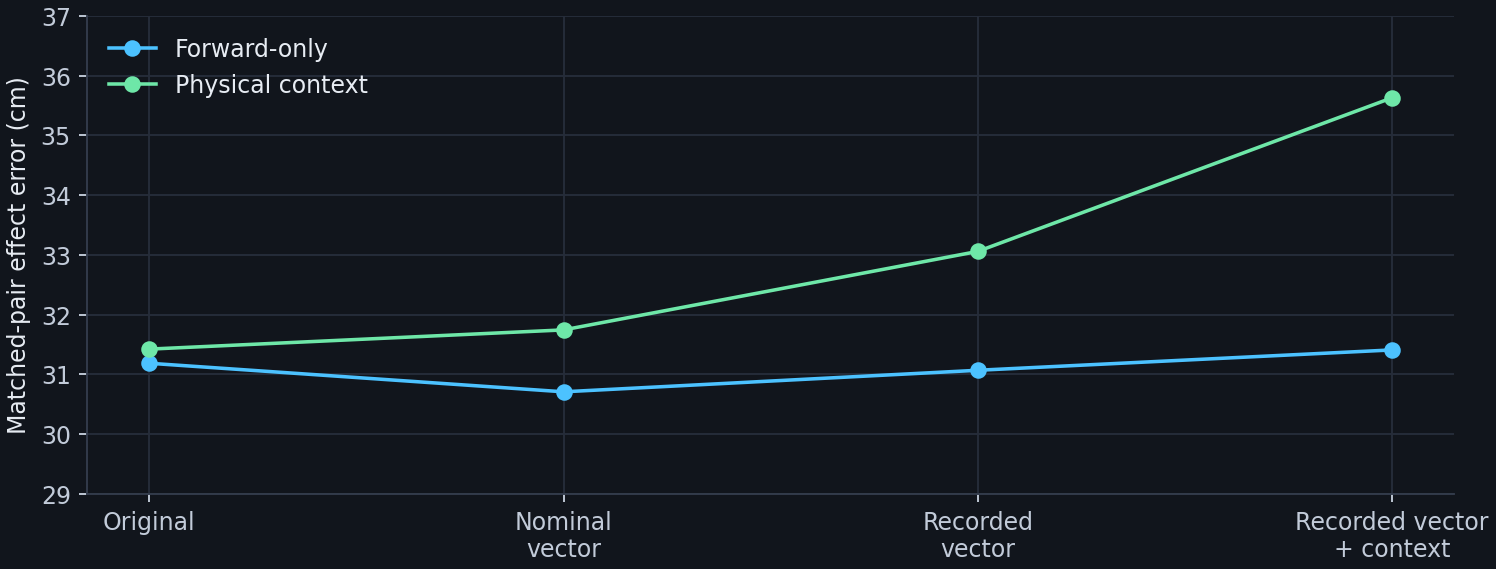 Forward-only
Physical context
Matched-pair effect error (cm)
37
36
35
34
33
32
31
30
29
Original
Nominal
vector
Recorded
vector
Recorded vector
+ context